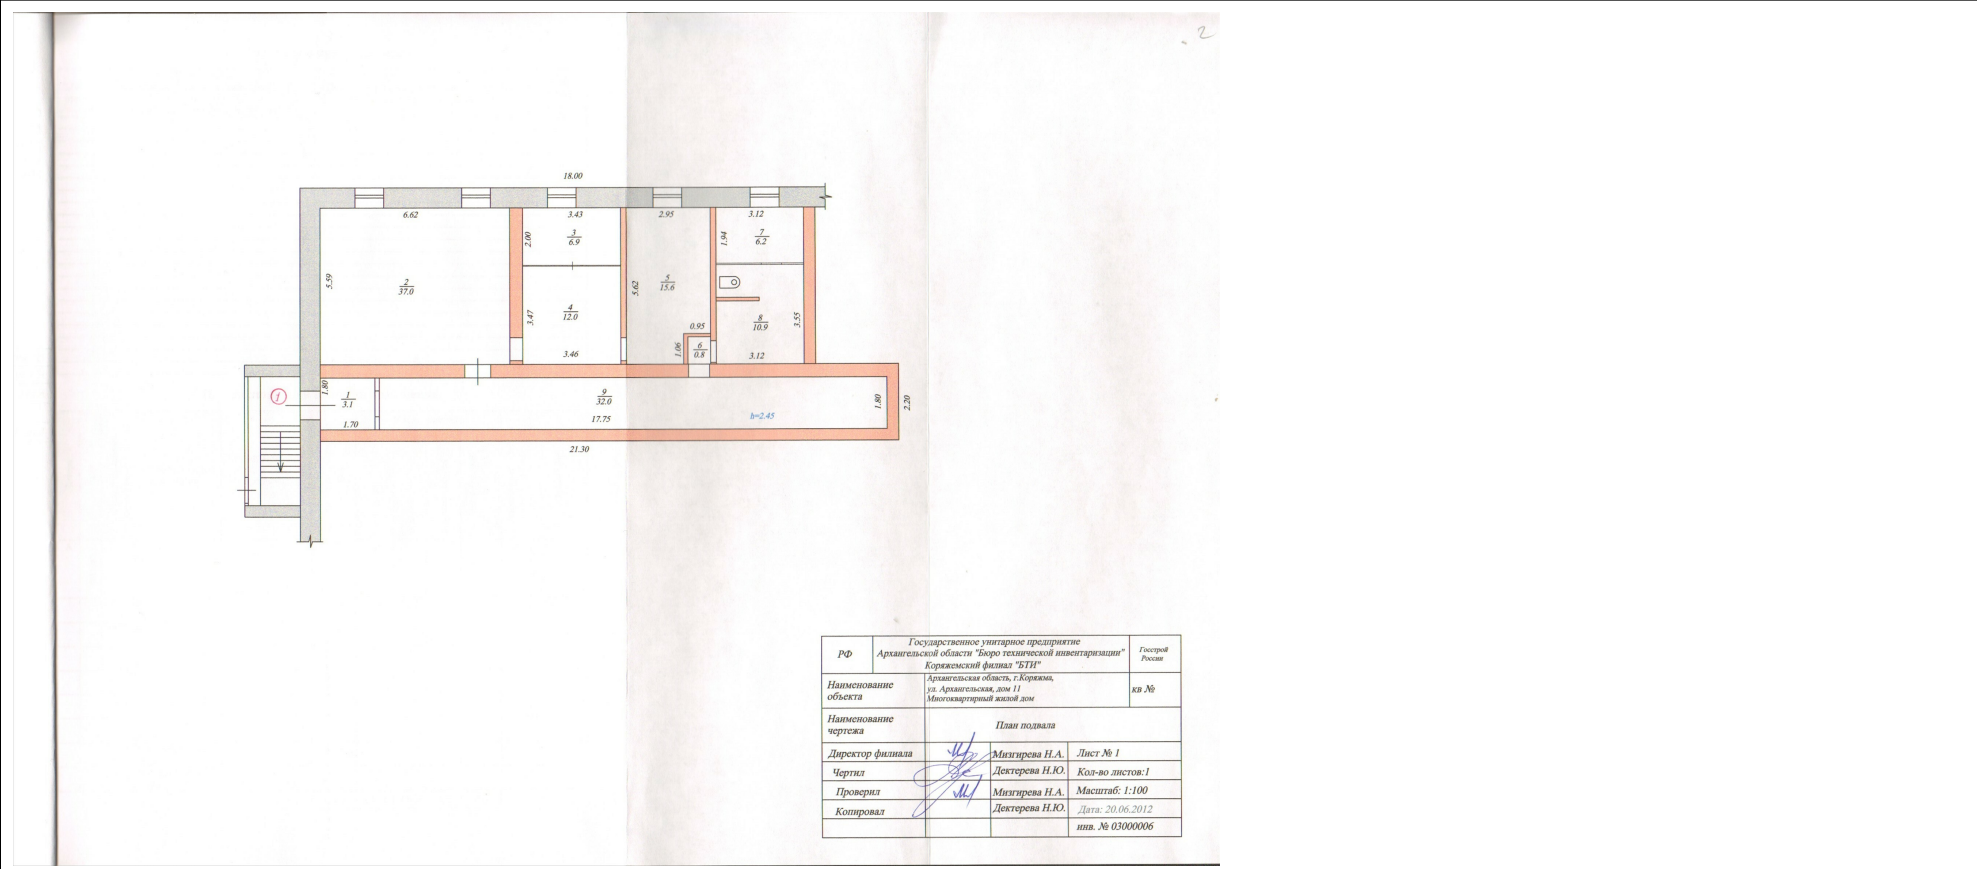 2
18.00
6.62
3.43
2.95
3.12
2.00
3
6.9
1.94
7
6.2
5.59
2
37.0
5.62
5
15.6
3.47
4
12.0
8
10.9
3.55
0.95
1.06
6
0.8
3.46
3.12
1
1.80
1
3.1
1.70
9
32.0
17.75
h=2.45
1.80
2.20
21.30
РФ
Государственное унитарное предприятие
Архангельской области "Бюро технической инвентаризации"
Коряжемский филиал "БТИ"
Госстрой
России
Наименование
объекта
Архангельская область, г.Коряжма,
ул. Архангельская, дом 11
Многоквартирный жилой дом
кв №
Наименование
чертежа
План подвала
Директор филиала
Мизгирева Н.А.
Лист № 1
Чертил
Дектерева Н.Ю.
Кол-во листов:1
Проверил
Мизгирева Н.А.
Масштаб: 1:100
Копировал
Дектерева Н.Ю.
Дата: 20.06.2012
инв. № 03000006